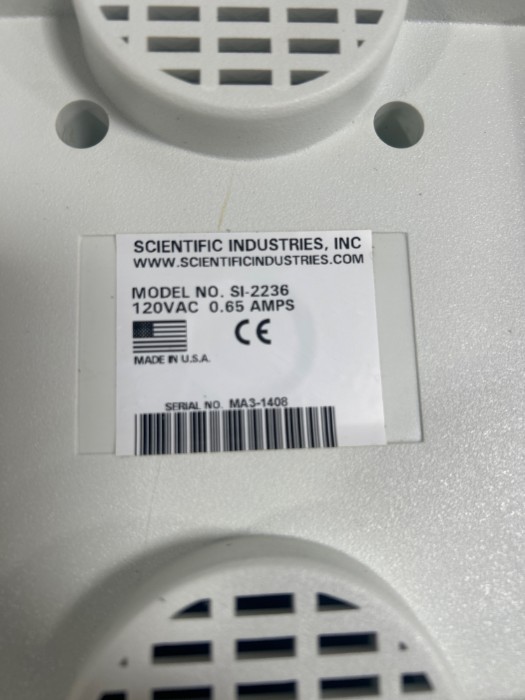 SCIENTIFIC INDUSTRIES, INC
WWW.SCIENTIFICINDUSTRIES.COM
MODEL NO. SI-2236
120VAC 0.65 AMPS
CE
MADE IN U.S.A.
SERIAL NO. MA3-1408